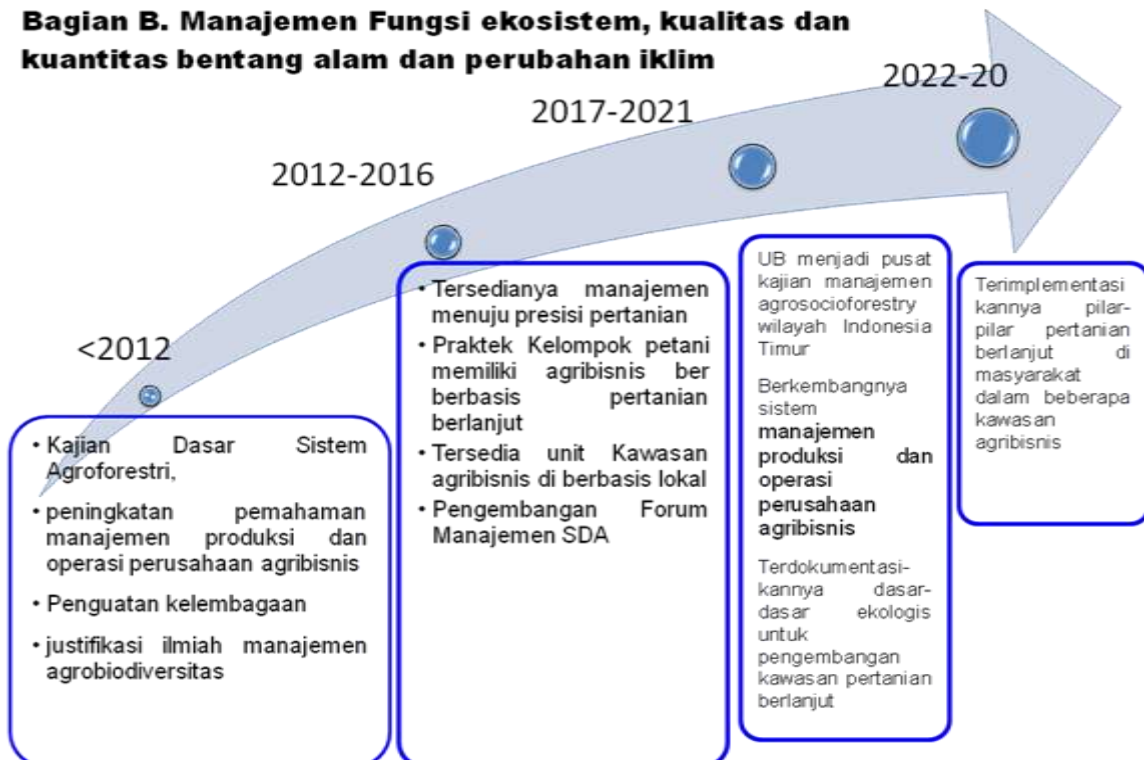 Bagian B. Manajemen Fungsi ekosistem, kualitas dan
kuantitas bentang alam dan perubahan iklim
<2012
• Kajian Dasar Sistem
Agroforestri,
• peningkatan pemahaman
manajemen produksi dan
operasi perusahaan agribisnis
• Penguatan kelembagaan
• justifikasi ilmiah manajemen
agrobiodiversitas
2012-2016
• Tersedianya manajemen
menuju presisi pertanian
• Praktek Kelompok petani
memiliki agribisnis ber
berbasis pertanian
berlanjut
• Tersedia unit Kawasan
agribisnis di berbasis lokal
• Pengembangan Forum
Manajemen SDA
2017-2021
UB menjadi pusat
kajian manajemen
agrosocioforestry
wilayah Indonesia
Timur
Berkembangnya
sistem
manajemen
produksi dan
operasi
perusahaan
agribisnis
Terdokumentasi-
kannya dasar-
dasar ekologis
untuk
pengembangan
kawasan pertanian
berlanjut
2022-20
Terimplementasi
kannya pilar-
pilar pertanian
berlanjut di
masyarakat
dalam beberapa
kawasan
agribisnis